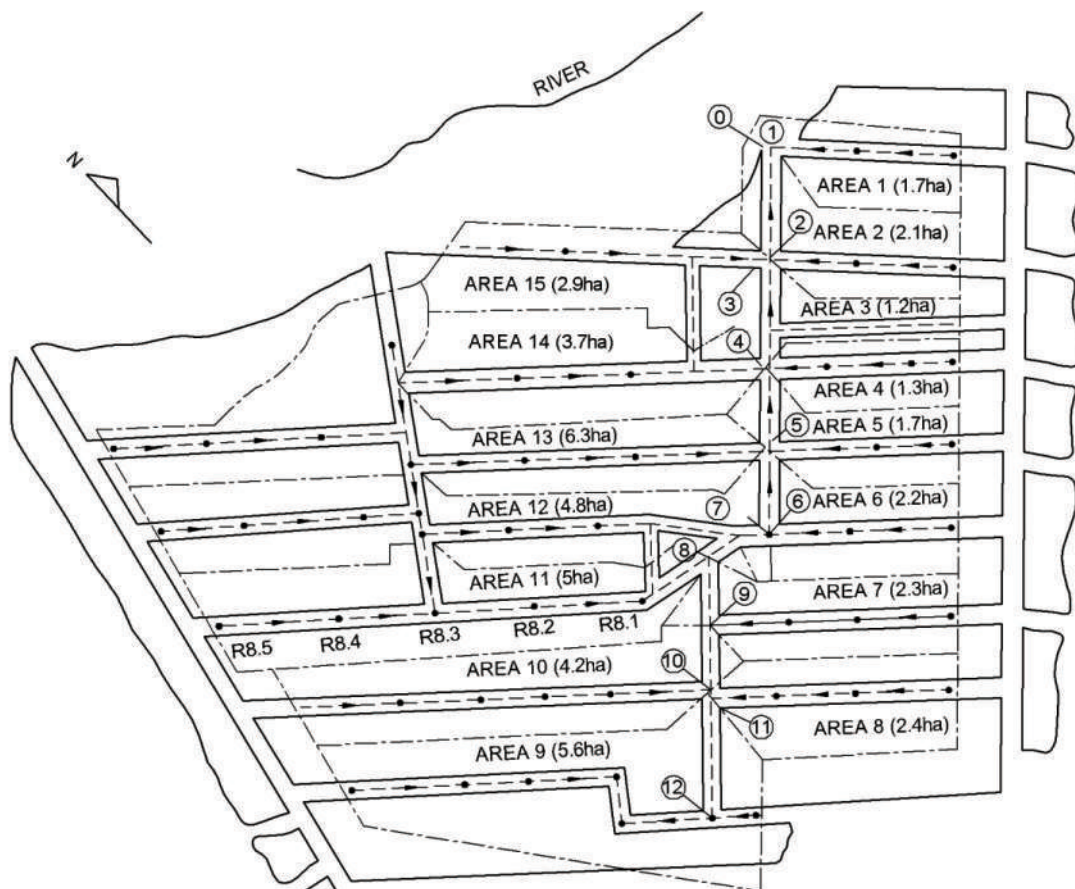 RIVER
N
0
1
AREA 1 (1.7ha)
2
AREA 2 (2.1ha)
AREA 15 (2.9ha)
3
AREA 3 (1.2ha)
AREA 14 (3.7ha)
4
AREA 4 (1.3ha)
AREA 13 (6.3ha)
5
AREA 5 (1.7ha)
AREA 12 (4.8ha)
7
6
AREA 6 (2.2ha)
8
AREA 11 (5ha)
AREA 7 (2.3ha)
9
R8.5
R8.4
R8.3
R8.2
R8.1
AREA 10 (4.2ha)
10
11
AREA 8 (2.4ha)
AREA 9 (5.6ha)
12